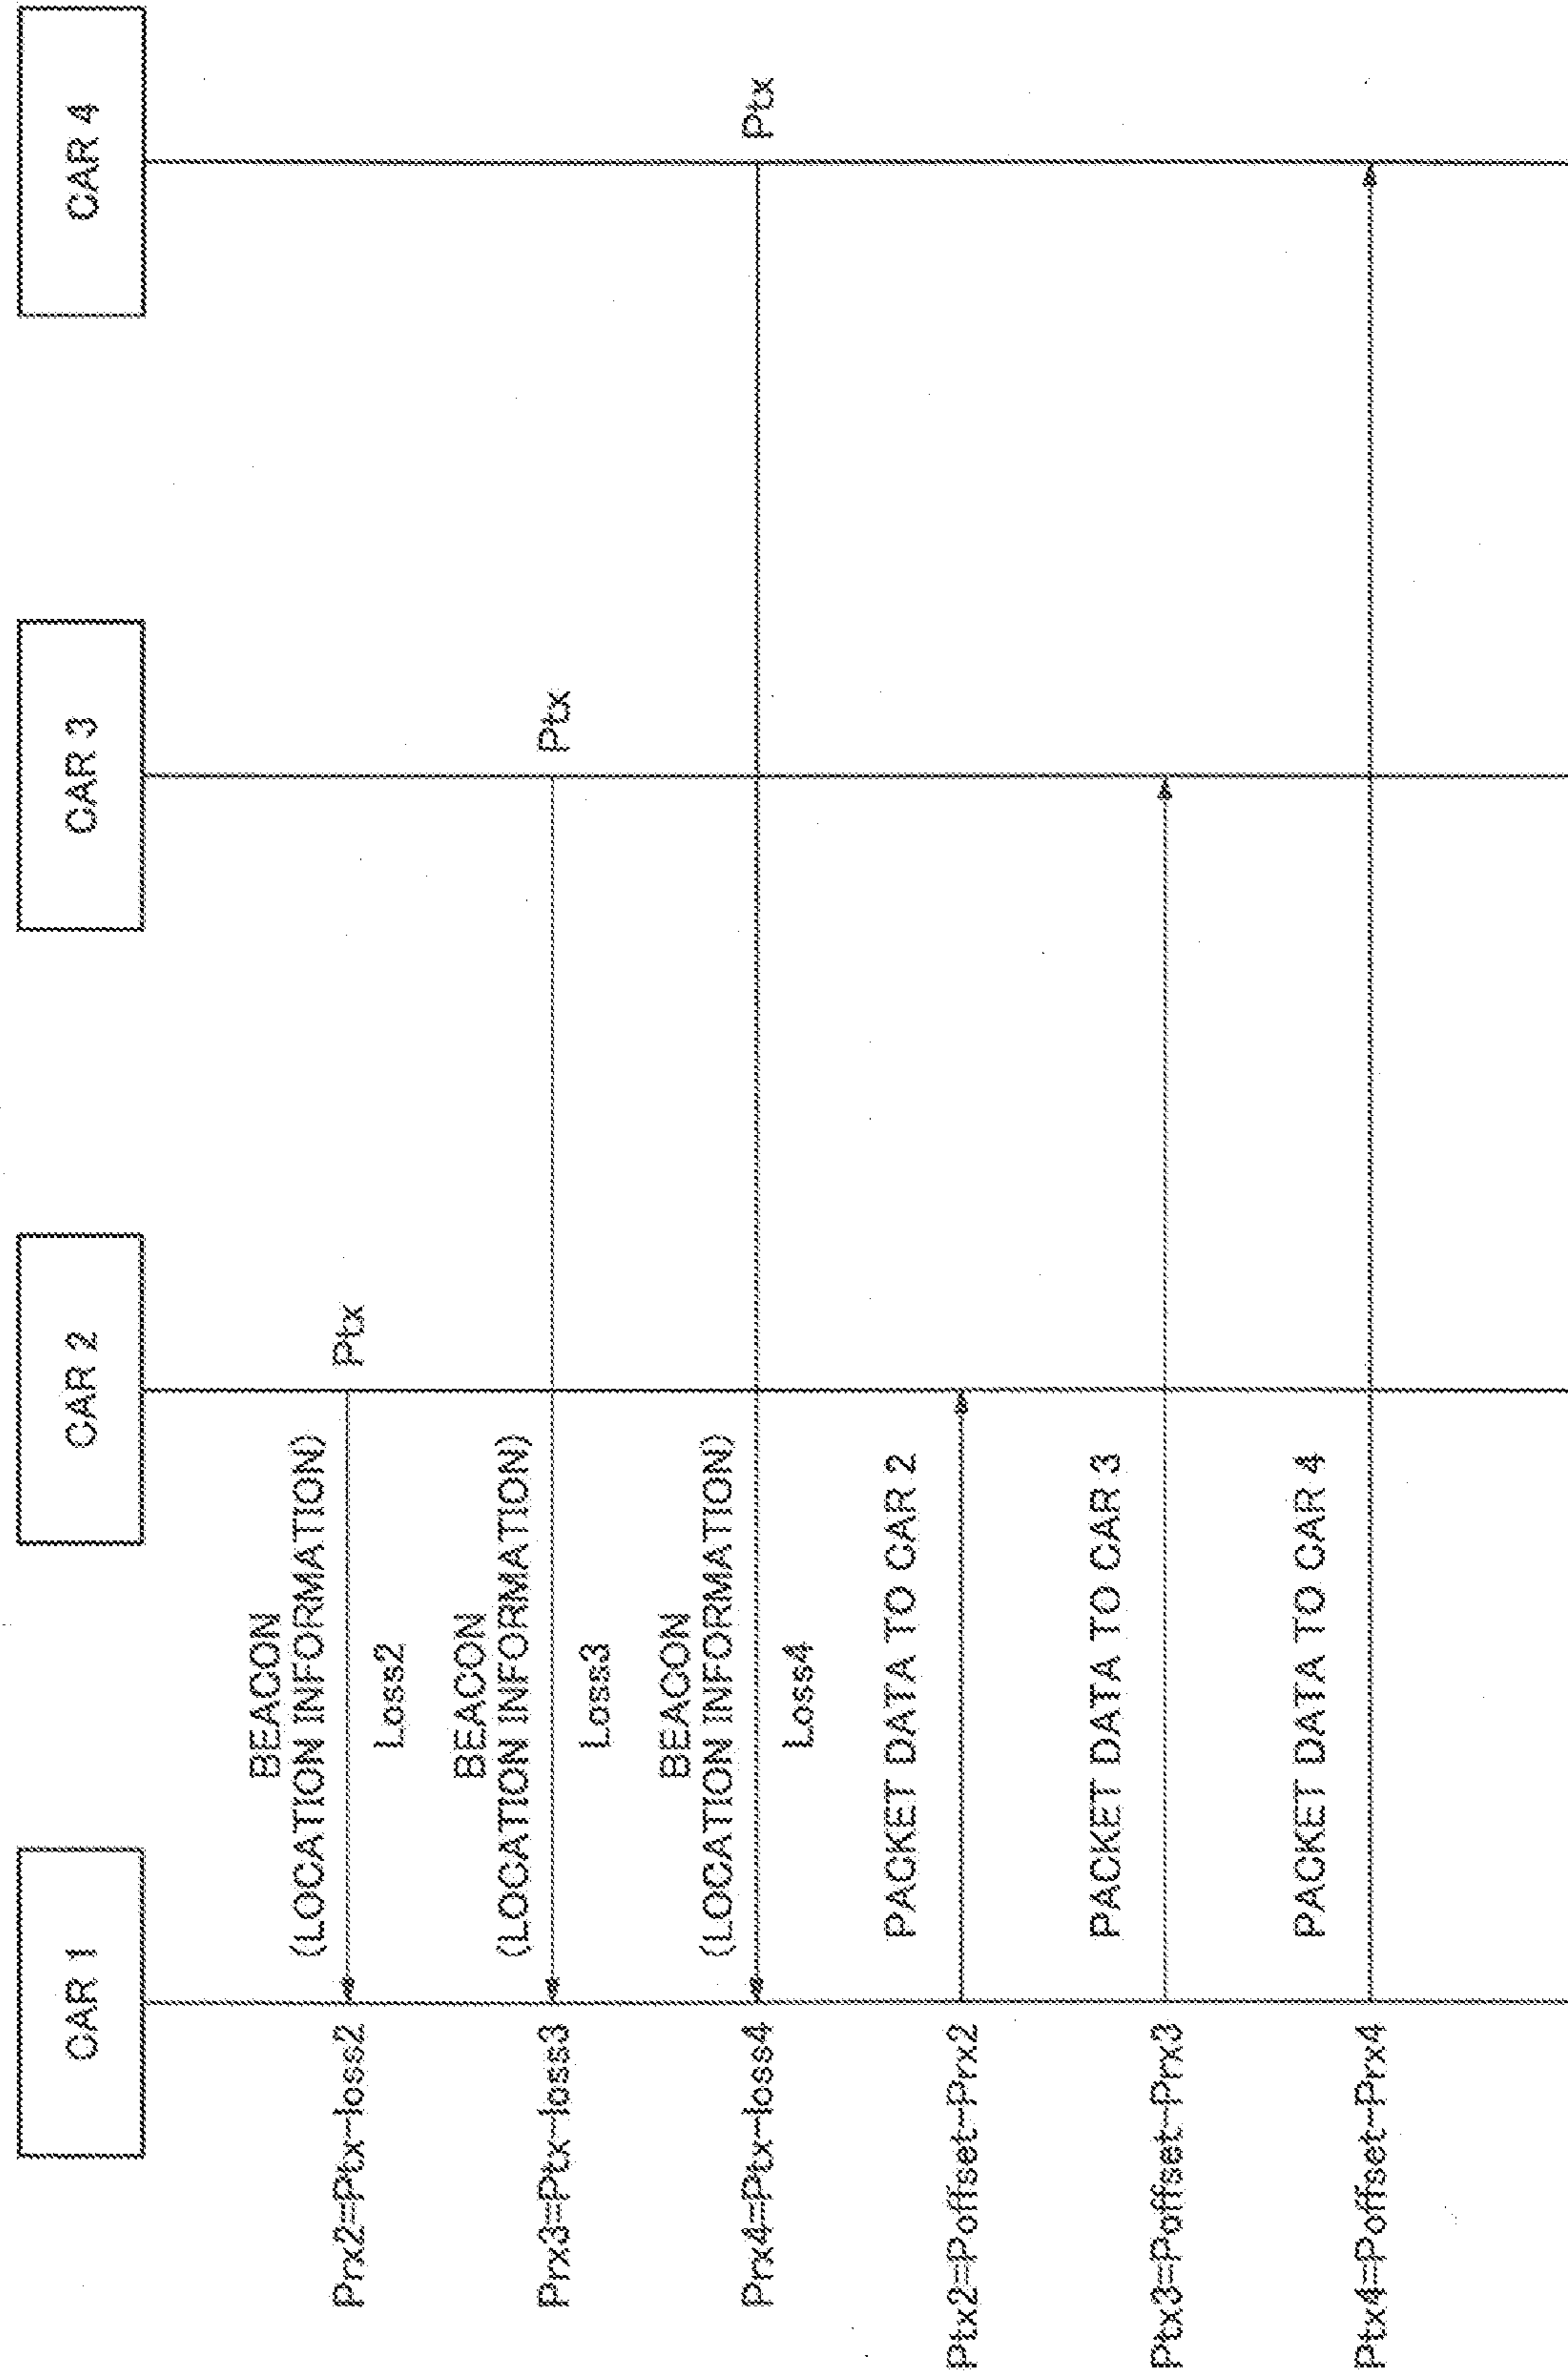 CAR 1
CAR 2
CAR 3
CAR 4
BEACON
(LOCATION INFORMATION)
Prx2=Ptx-loss2
Ptx
Loss2
BEACON
(LOCATION INFORMATION)
Prx3=Ptx-loss3
Ptx
Loss3
BEACON
(LOCATION INFORMATION)
Prx4=Ptx-loss4
Ptx
Loss4
PACKET DATA TO CAR 2
Ptx2=Poffset-Prx2
PACKET DATA TO CAR 3
Ptx3=Poffset-Prx3
PACKET DATA TO CAR 4
Ptx4=Poffset-Prx4